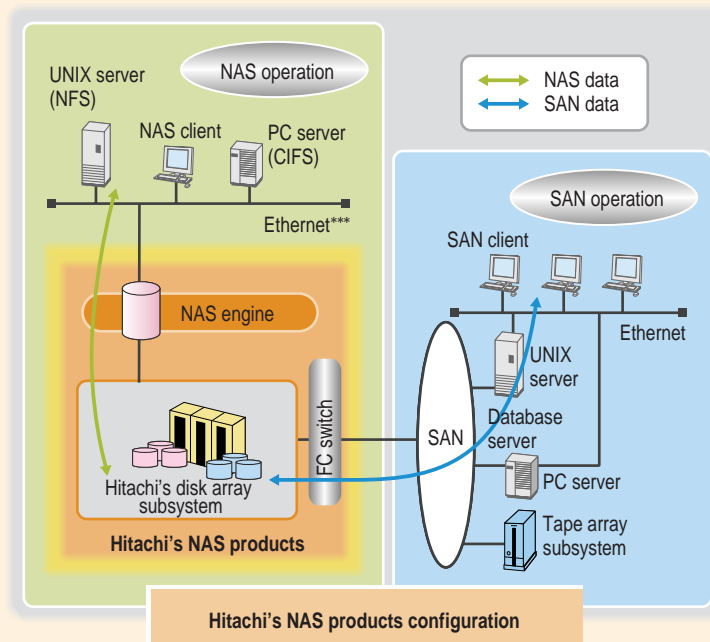 NAS operation
UNIX server
(NFS)
NAS client
PC server
(CIFS)
Ethernet***
NAS engine
Hitachi's disk array
subsystem
Hitachi's NAS products
FC switch
NAS data
SAN data
SAN operation
SAN client
Ethernet
UNIX
server
Database
server
SAN
PC server
Tape array
subsystem
Hitachi's NAS products configuration